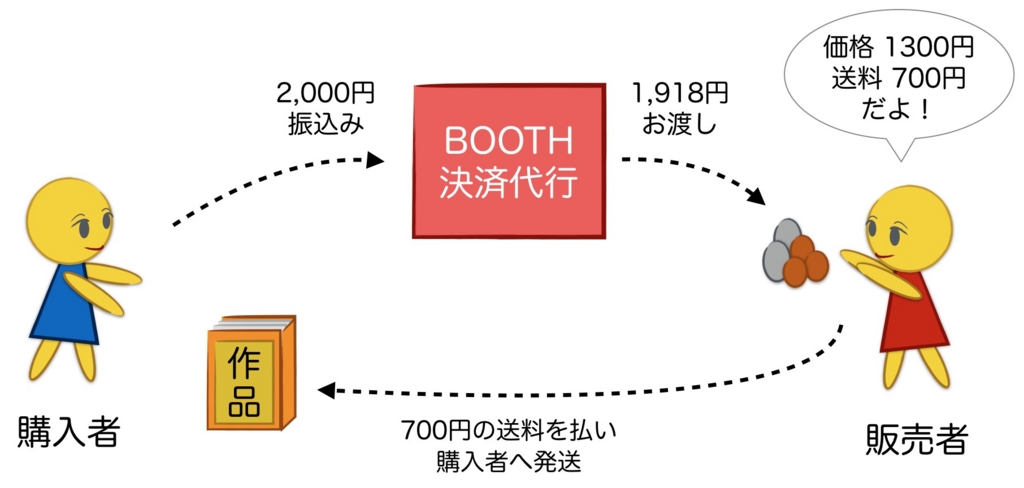 価格 1300円
送料 700円
だよ！
2,000円
振込み
BOOTH
決済代行
1,918円
お渡し
作
品
購入者
700円の送料を払い
購入者へ発送
販売者